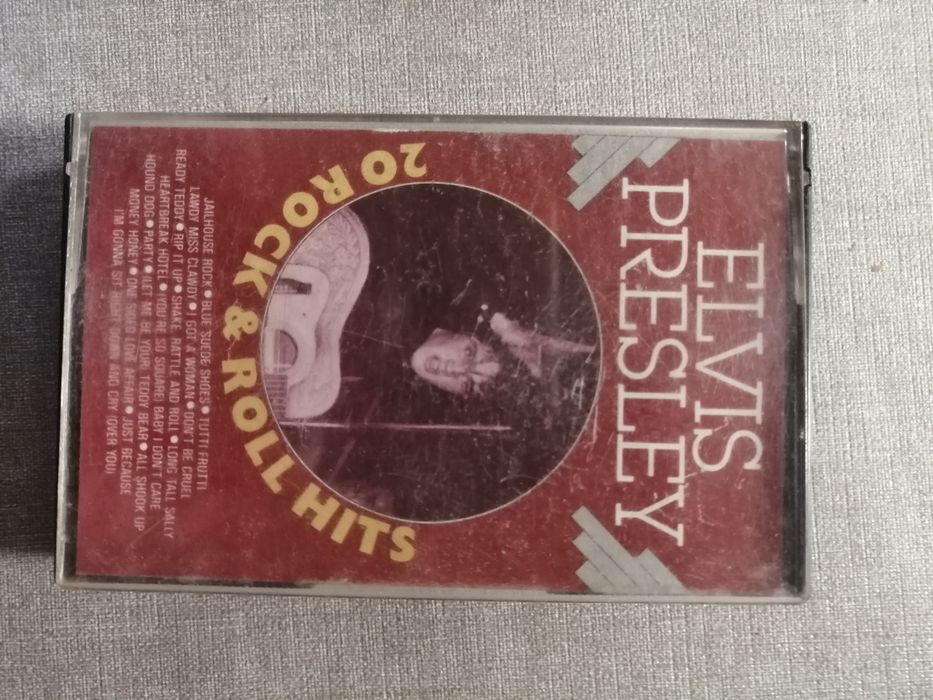 ELVIS
PRESLEY
20 ROCK & ROLL HITS
JAILHOUSE ROCK ● BLUE SUEDE SHOES ● TUTTI FRUTTI
LAWDY MISS CLAWDY ● I GOT A WOMAN ● DON'T BE CRUEL
READY TEDDY ● RIP IT UP ● SHAKE, RATTLE AND ROLL ● LONG TALL SALLY
HEARTBREAK HOTEL ● (YOU'RE SO SQUARE) BABY I DON'T CARE
HOUND DOG ● PARTY ● (LET ME BE YOUR) TEDDY BEAR ● ALL SHOOK UP
MONEY HONEY ● ONE SIDED LOVE AFFAIR ● JUST BECAUSE
I'M GONNA SIT RIGHT DOWN AND CRY (OVER YOU)